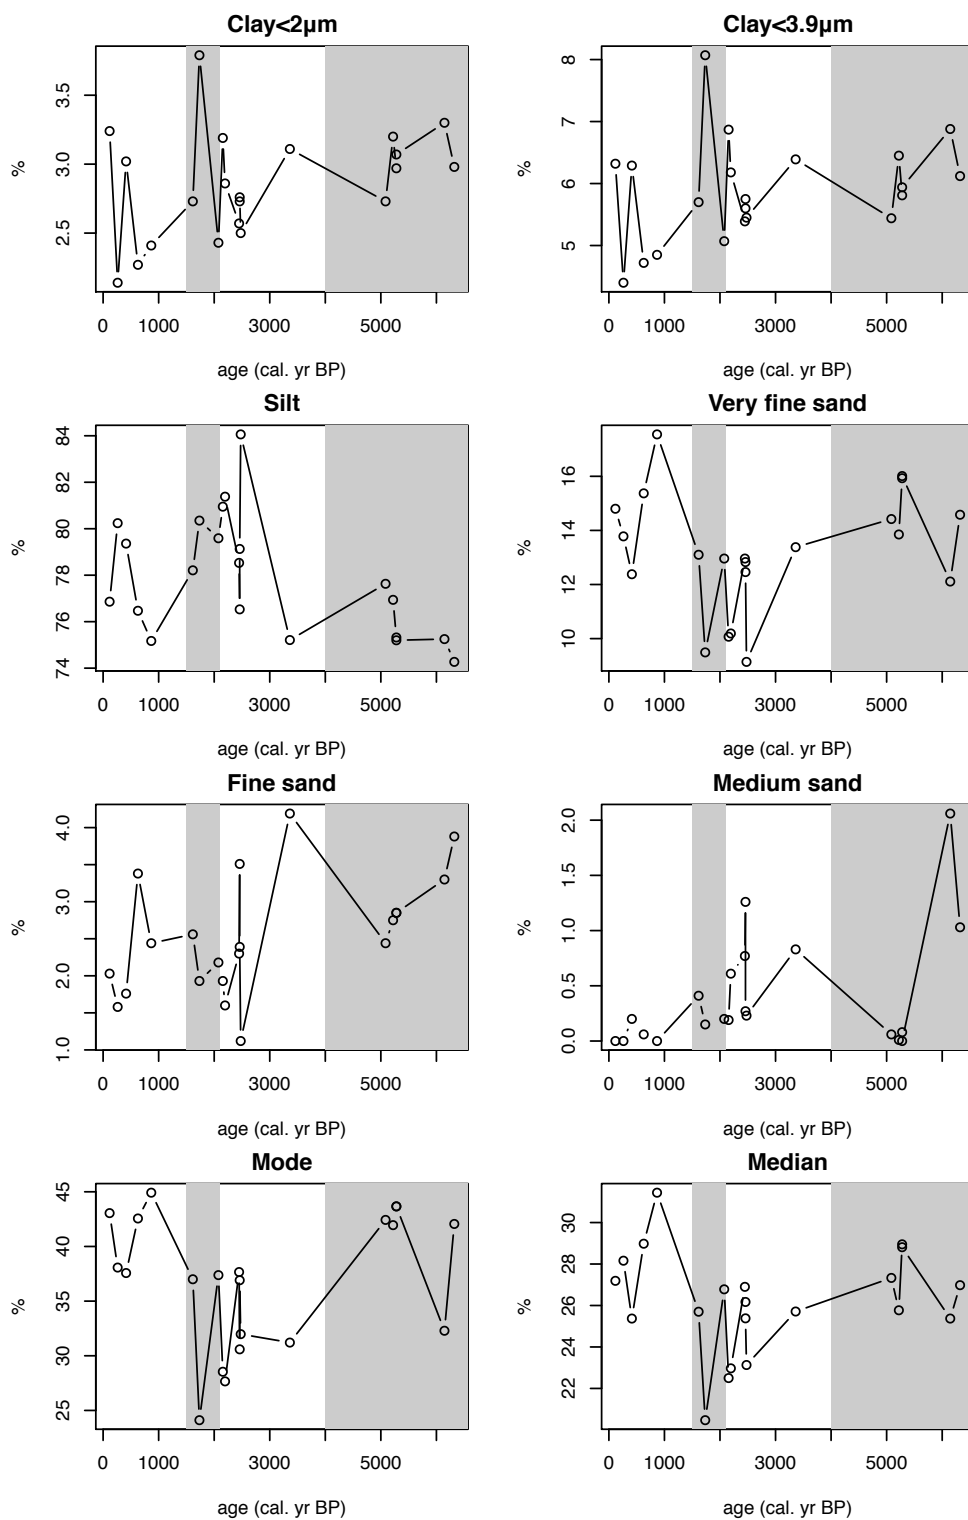 Clay<2μm
Clay<3.9μm
%
2.5 3.0 3.5
0 1000 3000 5000
age (cal. yr BP)
%
5 6 7 8
0 1000 3000 5000
age (cal. yr BP)
Silt
Very fine sand
%
74 76 78 80 82 84
0 1000 3000 5000
age (cal. yr BP)
%
10 12 14 16
0 1000 3000 5000
age (cal. yr BP)
Fine sand
Medium sand
%
1.0 2.0 3.0 4.0
0 1000 3000 5000
age (cal. yr BP)
%
0.0 0.5 1.0 1.5 2.0
0 1000 3000 5000
age (cal. yr BP)
Mode
Median
%
25 30 35 40 45
0 1000 3000 5000
age (cal. yr BP)
%
22 24 26 28 30
0 1000 3000 5000
age (cal. yr BP)